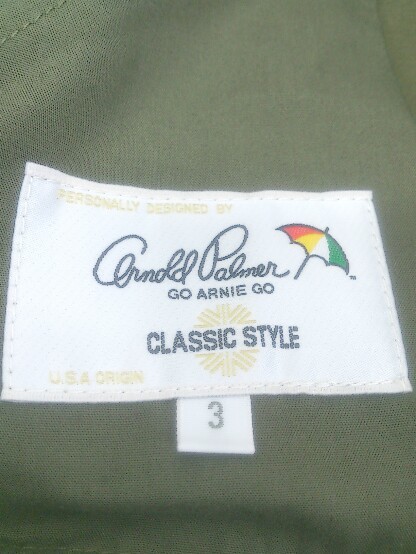 PERSONALLY DESIGNED BY
Arnold Palmer
GO ARNIE GO
CLASSIC STYLE
U.S.A ORIGIN
3